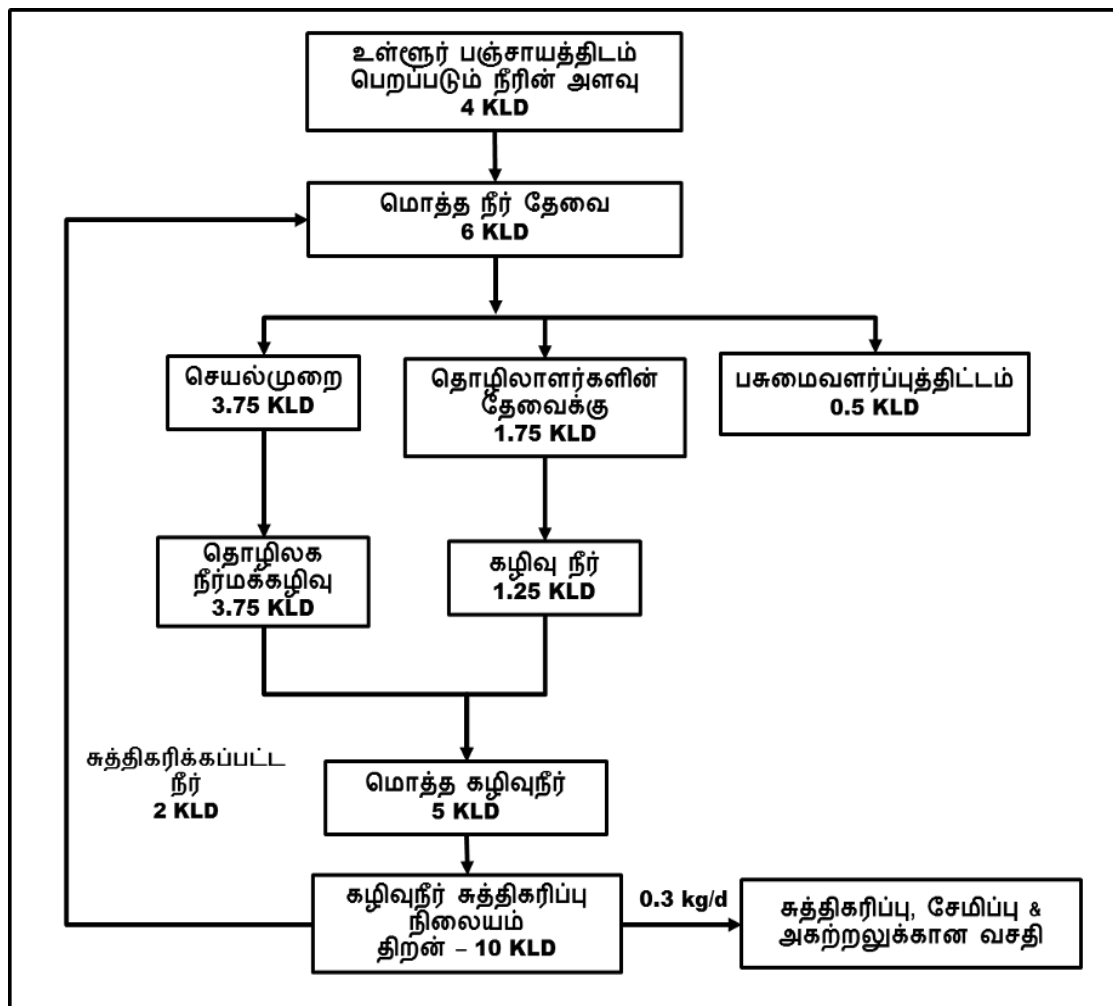 உள்ளூர் பஞ்சாயத்திடம்
பெறப்படும் நீரின் அளவு
4 KLD
மொத்த நீர் தேவை
6 KLD
செயல்முறை
3.75 KLD
தொழிலாளர்களின்
தேவைக்கு
1.75 KLD
பசுமைவளர்ப்புத்திட்டம்
0.5 KLD
தொழிலக
நீர்மக்கழிவு
3.75 KLD
கழிவு நீர்
1.25 KLD
சுத்திகரிக்கப்பட்ட
நீர்
2 KLD
மொத்த கழிவுநீர்
5 KLD
கழிவுநீர் சுத்திகரிப்பு
நிலையம்
திறன் – 10 KLD
0.3 kg/d
சுத்திகரிப்பு, சேமிப்பு &
அகற்றலுக்கான வசதி